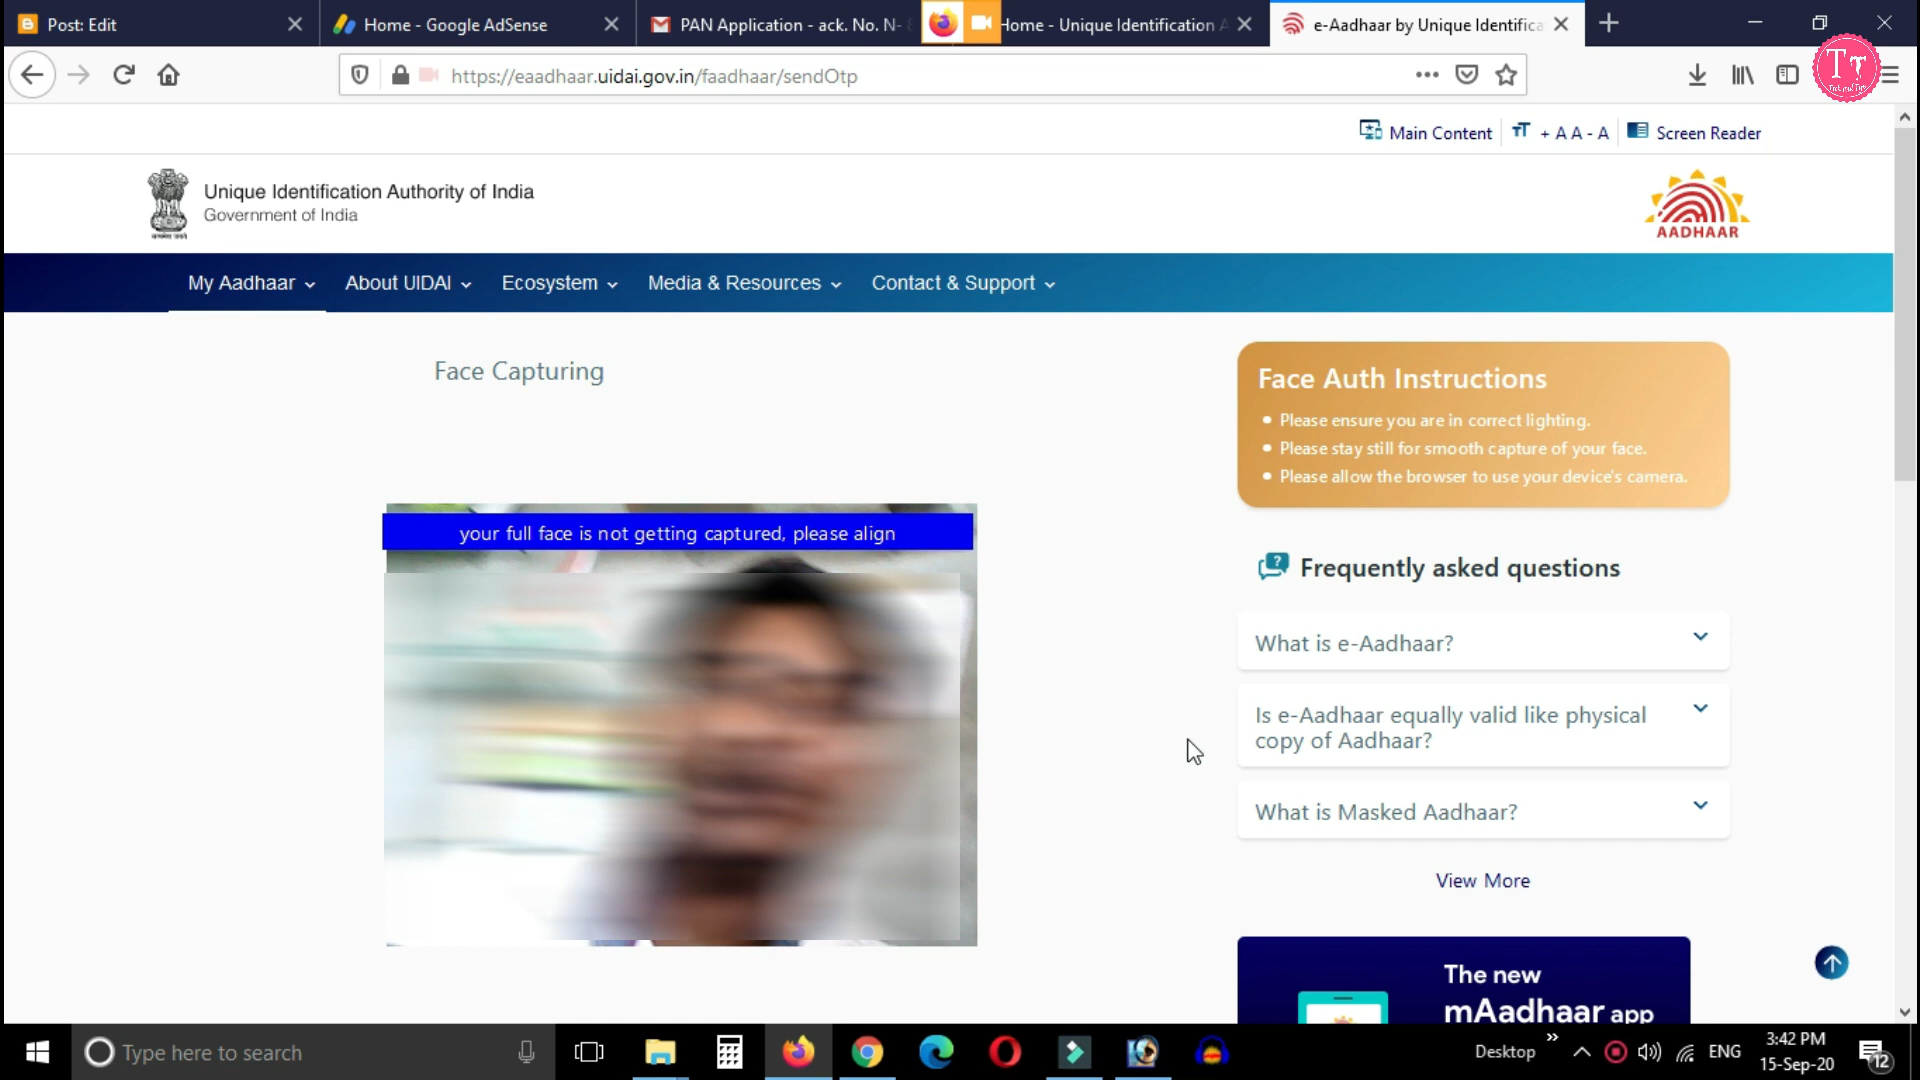 Post: Edit
Home - Google AdSense
PAN Application - ack. No. N-
Home - Unique Identification A
e-Aadhaar by Unique Identifica
https://eaadhaar.uidai.gov.in/faadhaar/sendOtp
TT
Main Content
TT + A A - A
Screen Reader
Unique Identification Authority of India
Government of India
AADHAAR
My Aadhaar
About UIDAI
Ecosystem
Media & Resources
Contact & Support
Face Capturing
your full face is not getting captured, please align
Face Auth Instructions
Please ensure you are in correct lighting.
Please stay still for smooth capture of your face.
Please allow the browser to use your device's camera.
Frequently asked questions
What is e-Aadhaar?
Is e-Aadhaar equally valid like physical
copy of Aadhaar?
What is Masked Aadhaar?
View More
The new
mAadhaar app
Type here to search
Desktop
ENG
3:42 PM
15-Sep-20
12